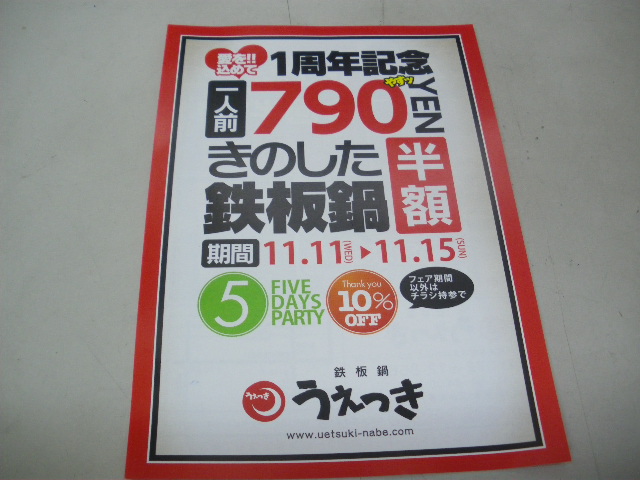 愛を!!
込めて
1周年記念
一人前
790
やすッ
YEN
きのした
鉄板鍋
半額
期間
11.11(WED)▶11.15(SUN)
5
FIVE
DAYS
PARTY
Thank you
10%
OFF
フェア期間
以外は
チラシ持参で
鉄板鍋
うえつき
うえつき
www.uetsuki-nabe.com